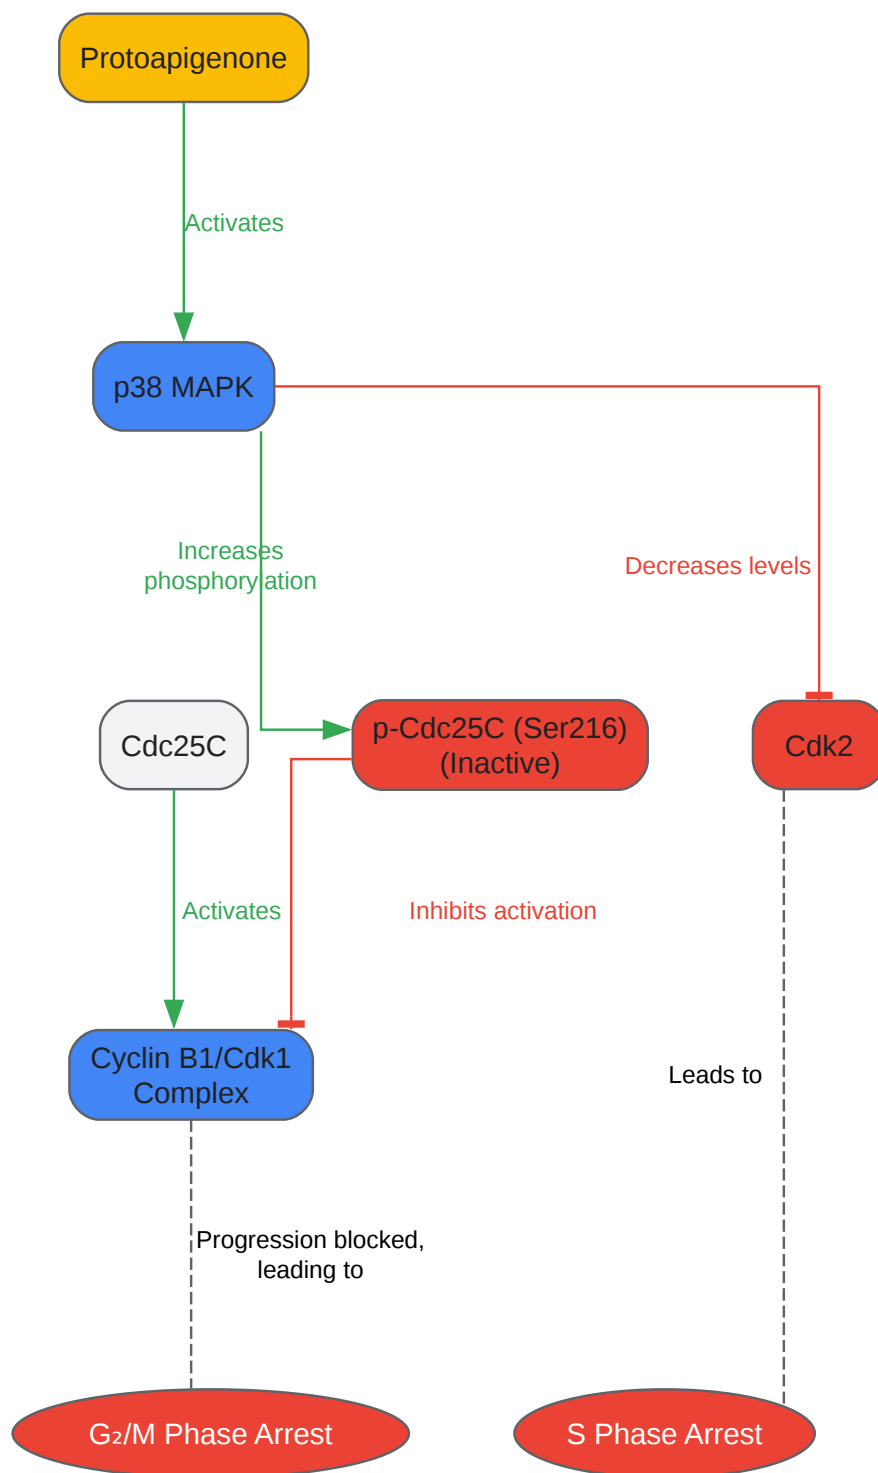 Protoapigenone
Activates
p38 MAPK
Increases
phosphorylation
Decreases levels
Cdc25C
p-Cdc25C (Ser216)
(Inactive)
Cdk2
Activates
Inhibits activation
Cyclin B1/Cdk1
Complex
Leads to
Progression blocked,
leading to
G₂/M Phase Arrest
S Phase Arrest